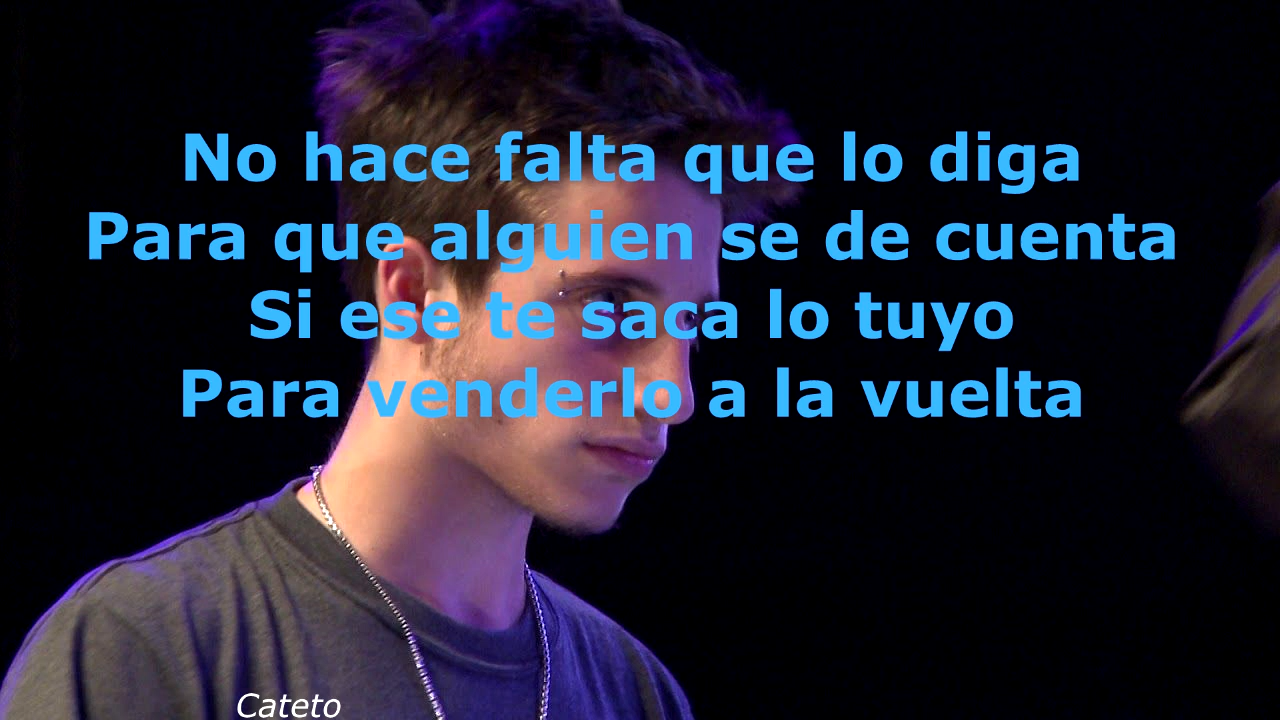 No hace falta que lo diga
Para que alguien se de cuenta
Si ese te saca lo tuyo
Para venderlo a la vuelta
Cateto